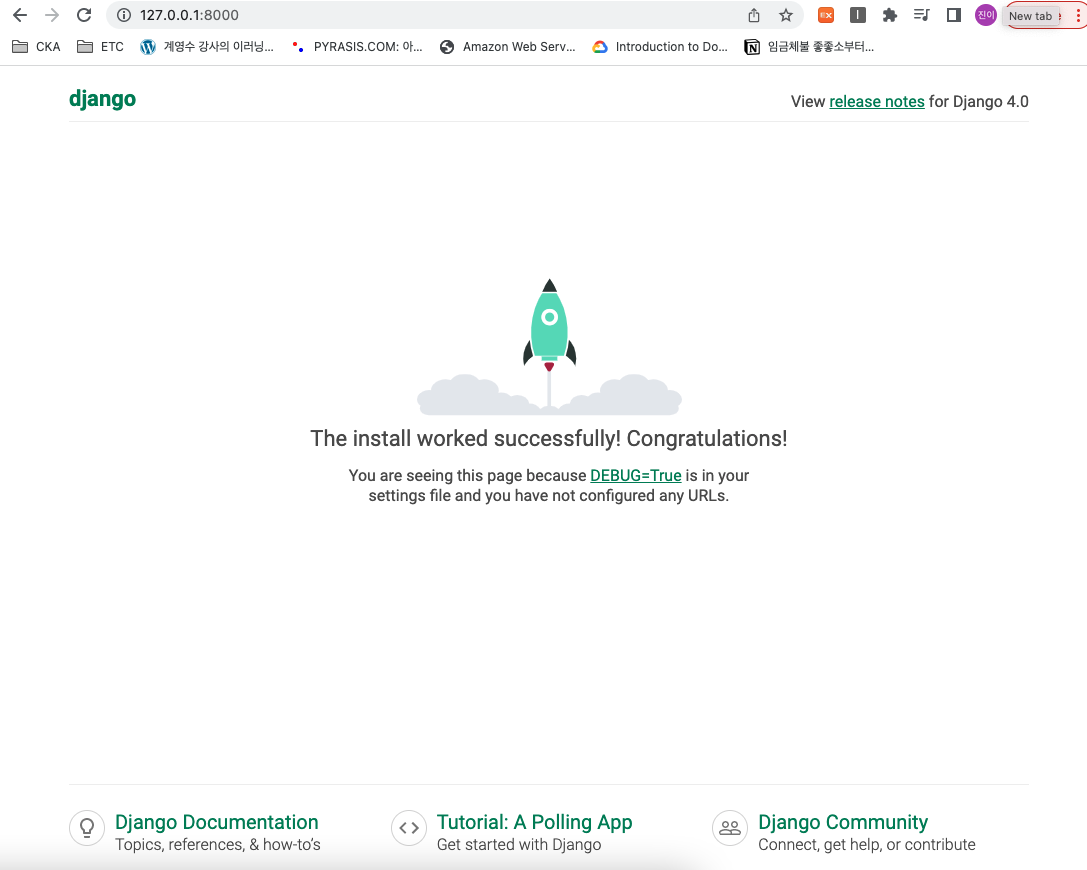 127.0.0.1:8000
진이
New tab
CKA
ETC
계영수 강사의 이러닝...
PYRASIS.COM: 아...
Amazon Web Serv...
Introduction to Do...
임금체불 좋좋소부터...
django
View release notes for Django 4.0
The install worked successfully! Congratulations!
You are seeing this page because DEBUG=True is in your
settings file and you have not configured any URLs.
Django Documentation
Topics, references, & how-to's
Tutorial: A Polling App
Get started with Django
Django Community
Connect, get help, or contribute